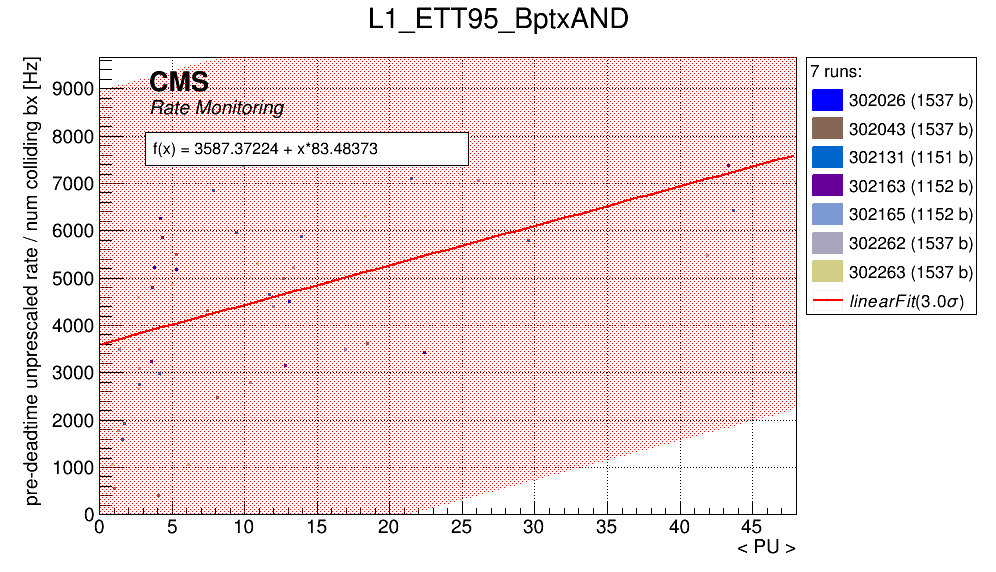 L1_ETT95_BptxAND
pre-deadtime unprescaled rate / num colliding bx [Hz]
9000
8000
7000
6000
5000
4000
3000
2000
1000
0
CMS
Rate Monitoring
f(x) = 3587.37224 + x*83.48373
0 5 10 15 20 25 30 35 40 45
< PU >
7 runs:
302026 (1537 b)
302043 (1537 b)
302131 (1151 b)
302163 (1152 b)
302165 (1152 b)
302262 (1537 b)
302263 (1537 b)
linearFit(3.0σ)